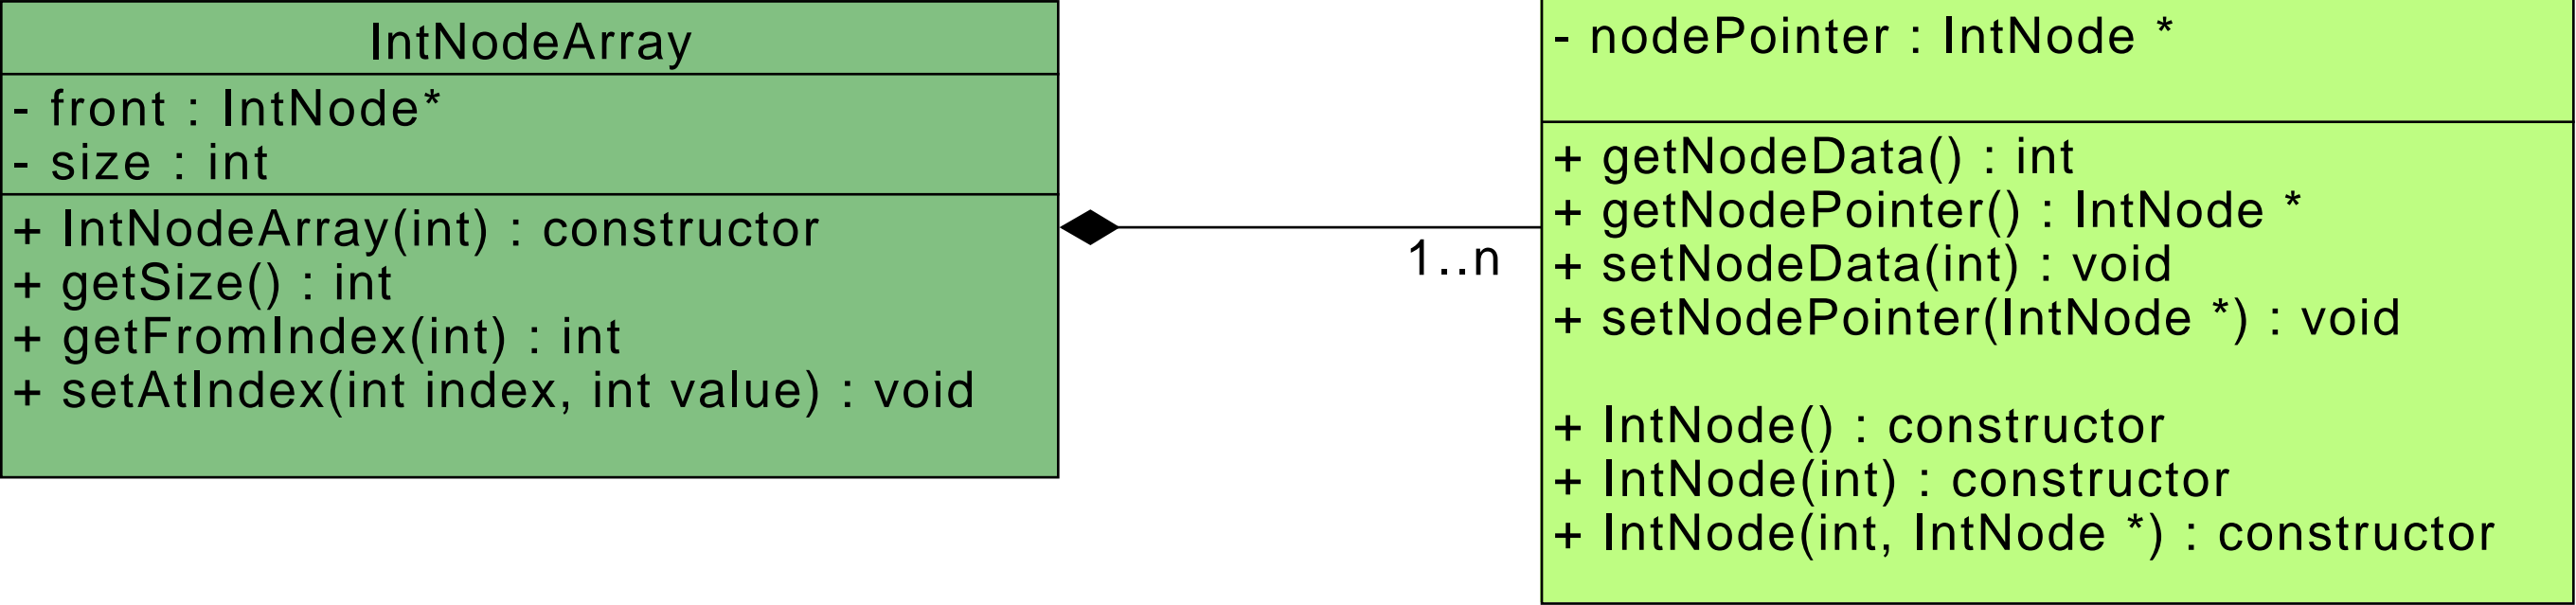 IntNodeArray
- front : IntNode*
- size : int
+ IntNodeArray(int) : constructor
+ getSize() : int
+ getFromIndex(int) : int
+ setAtIndex(int index, int value) : void
1..n
- nodePointer : IntNode *
+ getNodeData() : int
+ getNodePointer() : IntNode *
+ setNodeData(int) : void
+ setNodePointer(IntNode *) : void
+ IntNode() : constructor
+ IntNode(int) : constructor
+ IntNode(int, IntNode *) : constructor